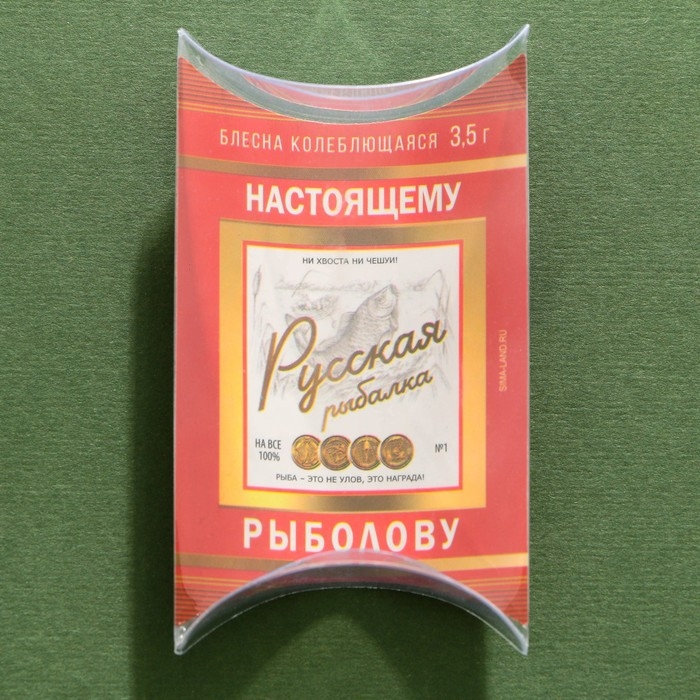 БЛЕСНА КОЛЕБЛЮЩАЯСЯ 3,5 г
НАСТОЯЩЕМУ
НИ ХВОСТА НИ ЧЕШУИ!
Русская
рыбалка
НА ВСЕ
100%
№1
РЫБА – ЭТО НЕ УЛОВ, ЭТО НАГРАДА!
SIMA-LAND.RU
РЫБОЛОВУ